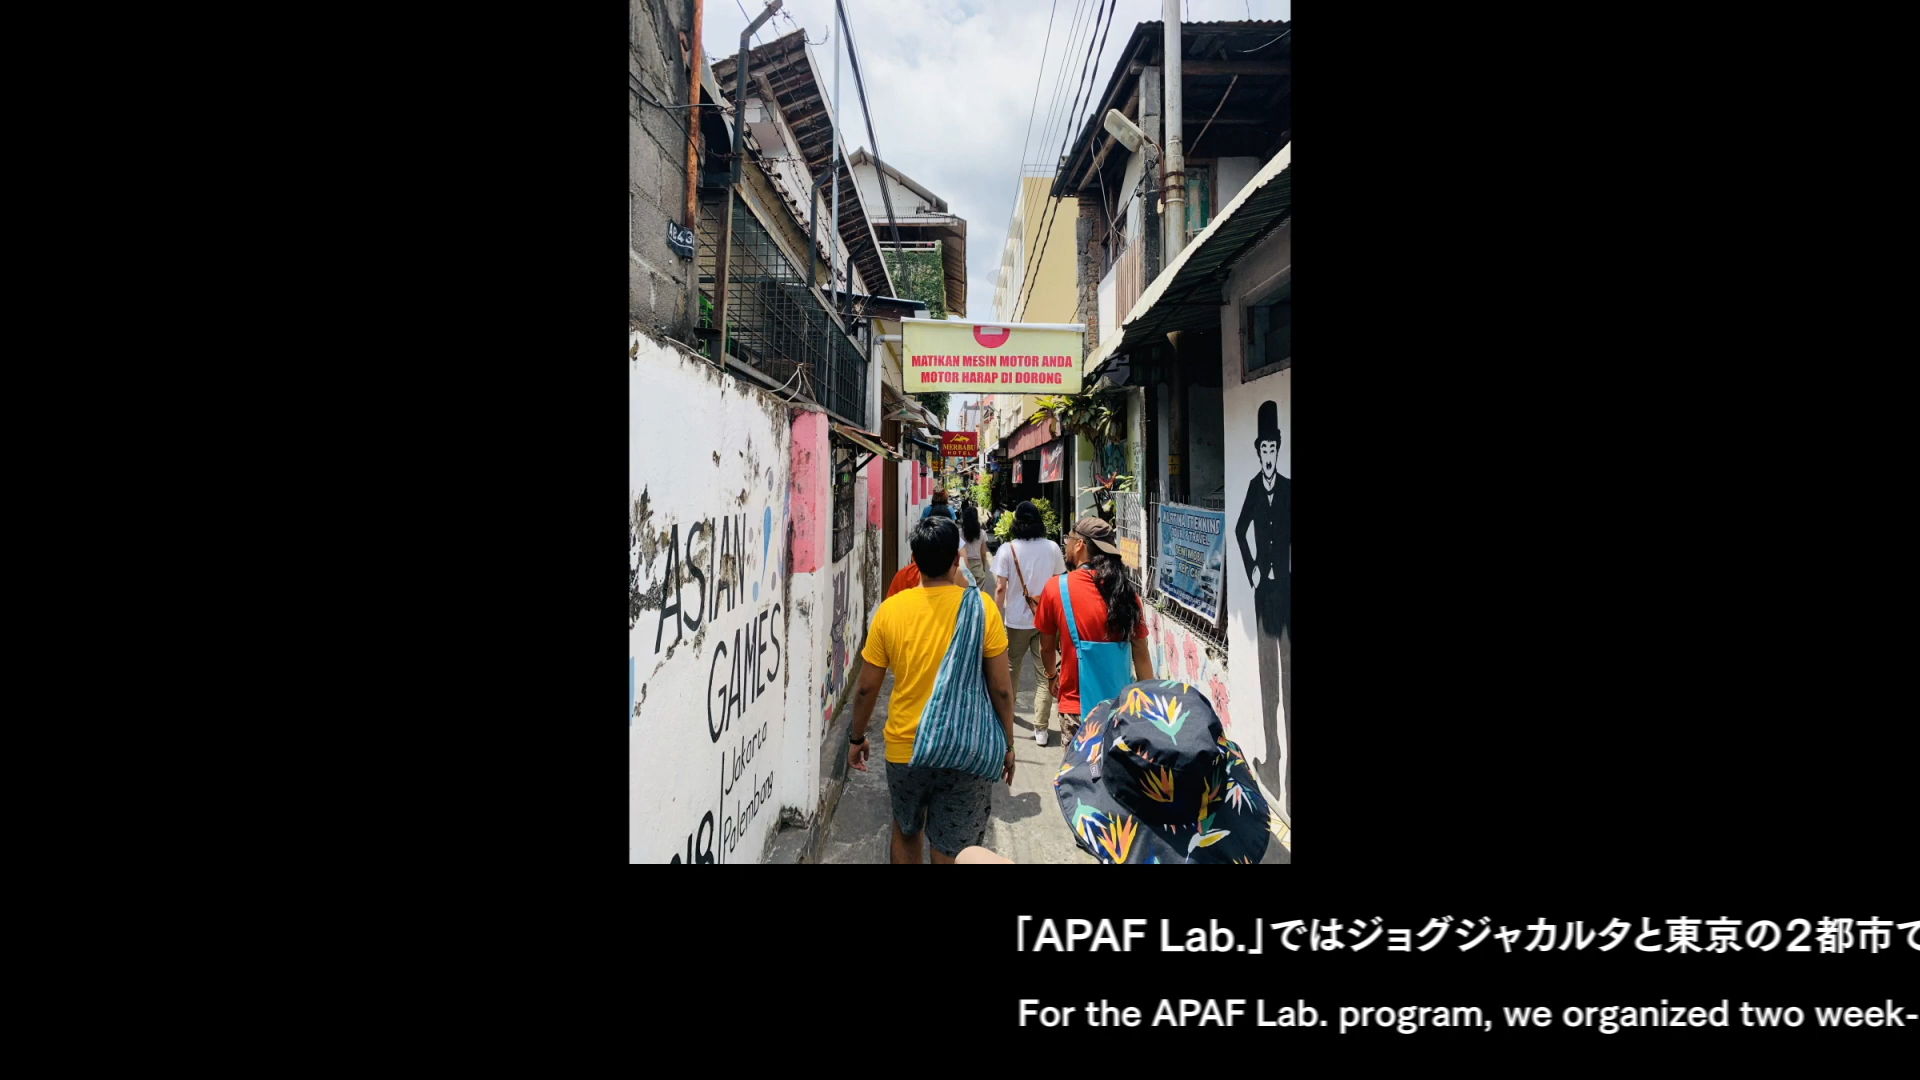 MATIKAN MESIN MOTOR ANDA
MOTOR HARAP DI DORONG
MERBABU
HOTEL
ASIAN
GAMES
Jakarta
Palembang
「APAF Lab.」ではジョグジャカルタと東京の2都市で
For the APAF Lab. program, we organized two week-